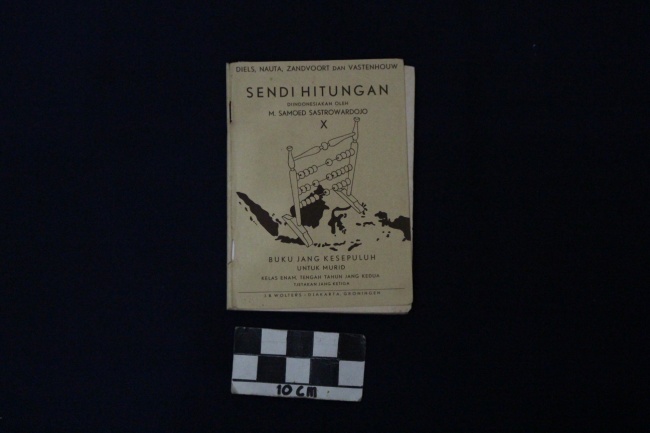 DIELS, NAUTA, ZANDVOORT DAN VASTENHOUW
SENDI HITUNGAN
DIINDONESIAKAN OLEH
M. SAMOED SASTROWARDOJO
X
BUKU JANG KESEPULUH
UNTUK MURID
KELAS ENAM, TENGAH TAHUN JANG KEDUA
TJETAKAN JANG KETIGA
J.B. WOLTERS - DJAKARTA, GRONINGEN
10 CM